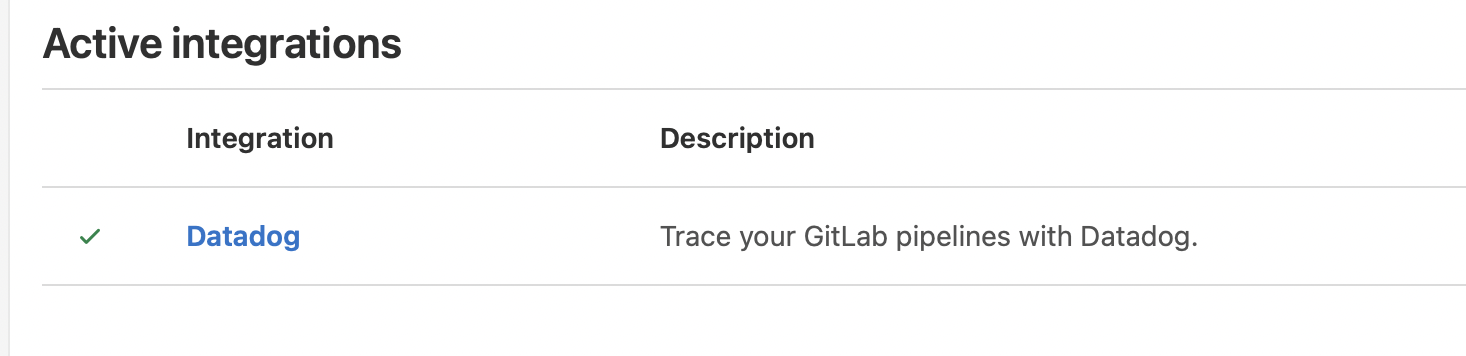 Active integrations
Integration Description
Datadog Trace your GitLab pipelines with Datadog.